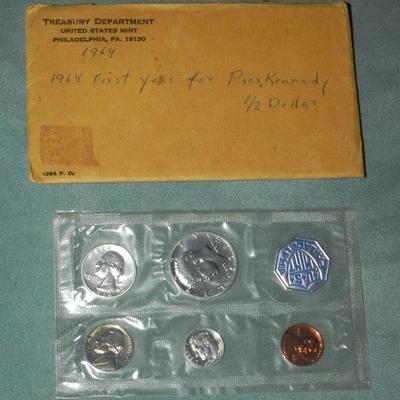 TREASURY DEPARTMENT
UNITED STATES MINT
PHILADELPHIA, PA. 19130
1964
1964 First Year for Pres. Kennedy
1/2 Dollar
1964 P. C.